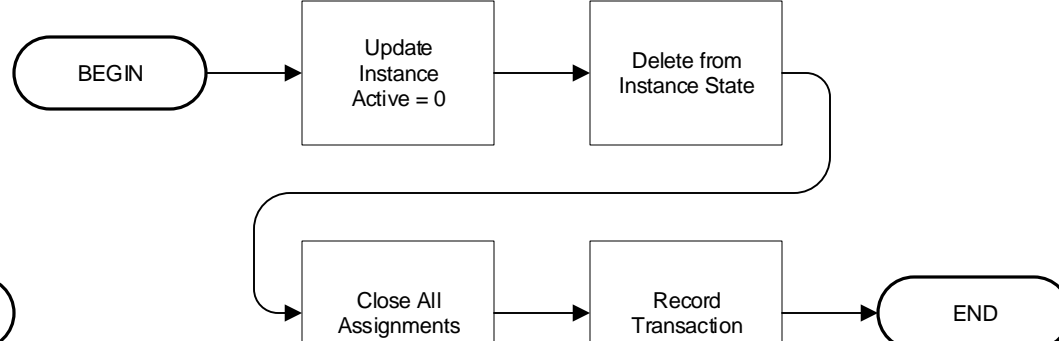 BEGIN
Update
Instance
Active = 0
Delete from
Instance State
Close All
Assignments
Record
Transaction
END